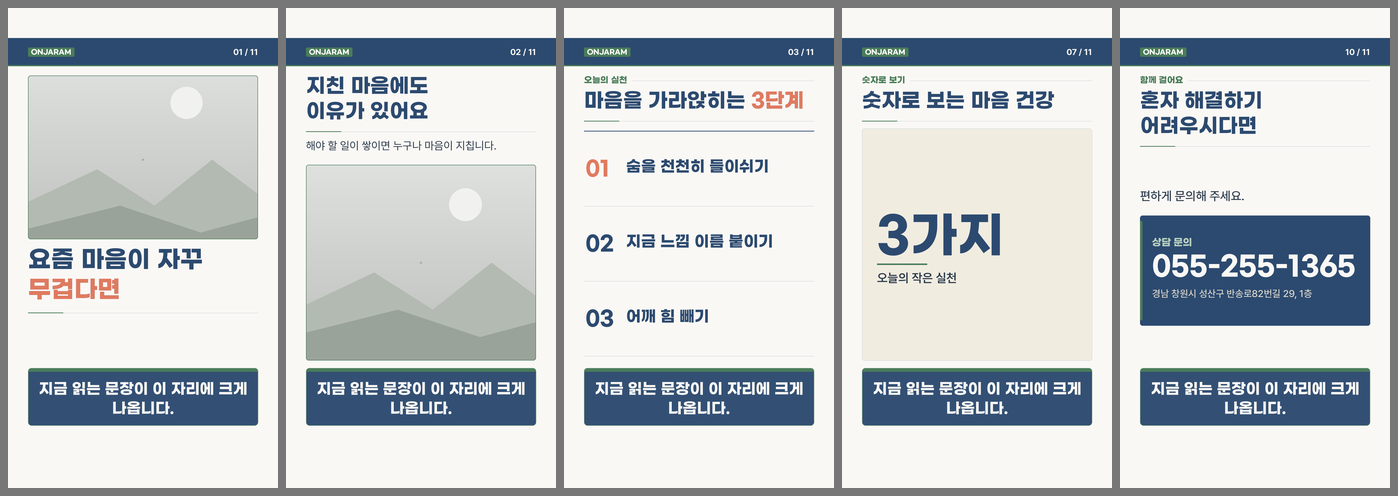 ONJARAM
01 / 11
요즘 마음이 자꾸
무겁다면
지금 읽는 문장이 이 자리에 크게
나옵니다.
ONJARAM
02 / 11
지친 마음에도
이유가 있어요
해야 할 일이 쌓이면 누구나 마음이 지칩니다.
지금 읽는 문장이 이 자리에 크게
나옵니다.
ONJARAM
03 / 11
오늘의 실천
마음을 가라앉히는 3단계
01 숨을 천천히 들이쉬기
02 지금 느낌 이름 붙이기
03 어깨 힘 빼기
지금 읽는 문장이 이 자리에 크게
나옵니다.
ONJARAM
07 / 11
숫자로 보기
숫자로 보는 마음 건강
3가지
오늘의 작은 실천
지금 읽는 문장이 이 자리에 크게
나옵니다.
ONJARAM
10 / 11
함께 걸어요
혼자 해결하기
어려우시다면
편하게 문의해 주세요.
상담 문의
055-255-1365
경남 창원시 성산구 반송로82번길 29, 1층
지금 읽는 문장이 이 자리에 크게
나옵니다.